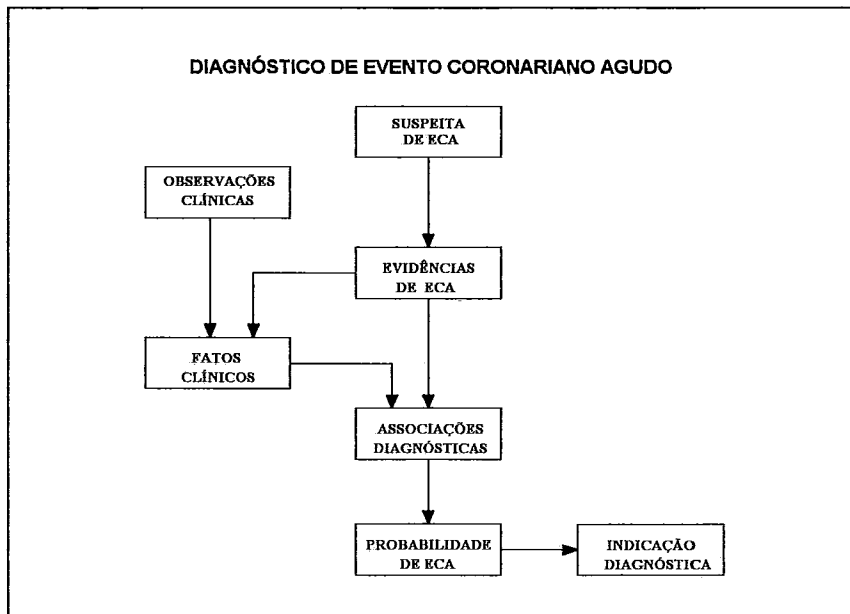 DIAGNÓSTICO DE EVENTO CORONARIANO AGUDO
SUSPEITA
DE ECA
OBSERVAÇÕES
CLÍNICAS
EVIDÊNCIAS
DE ECA
FATOS
CLÍNICOS
ASSOCIAÇÕES
DIAGNÓSTICAS
PROBABILIDADE
DE ECA
INDICAÇÃO
DIAGNÓSTICA